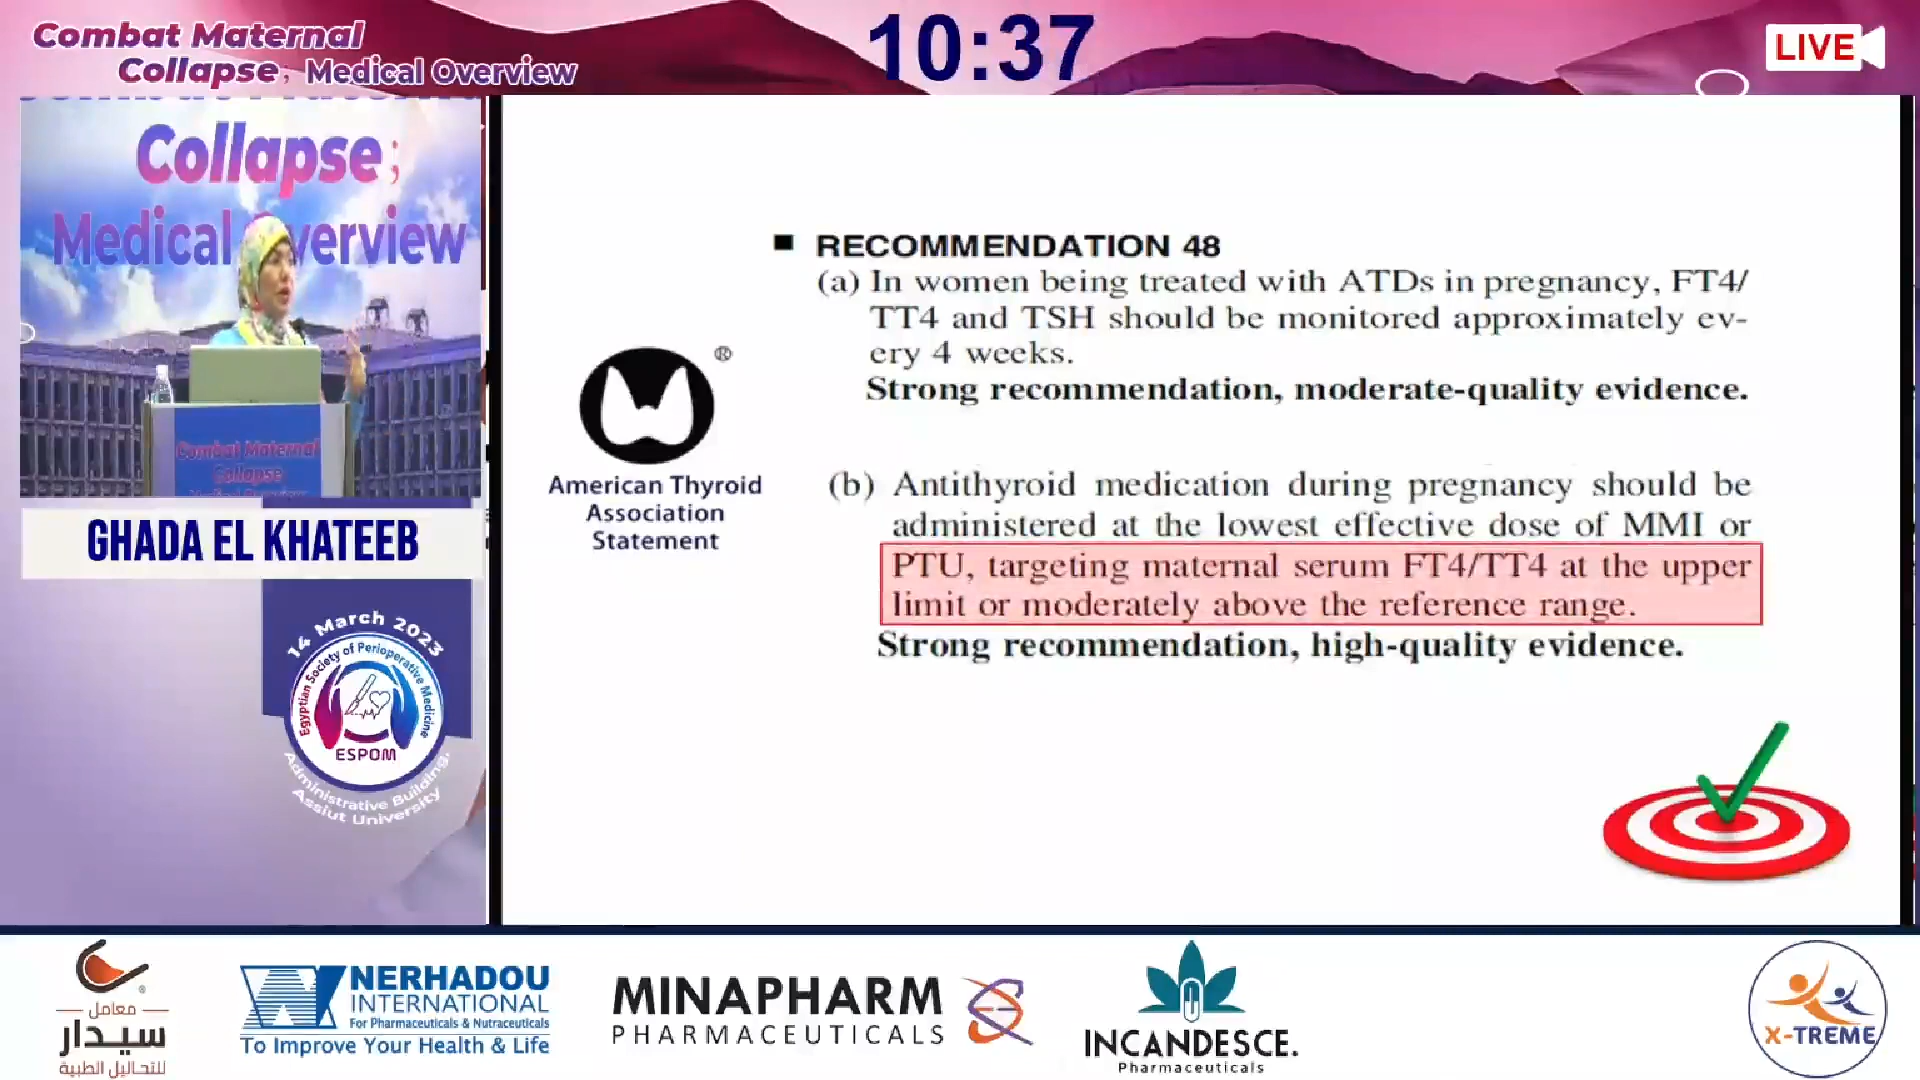 Combat Maternal
Collapse; Medical Overview
10:37
LIVE
Collapse;
Medical Overview
Combat Maternal
Collapse
GHADA EL KHATEEB
14 March 2023
Egyptian Society of Perioperative Medicine
ESPOM
Administrative Building,
Assiut University
®
American Thyroid
Association
Statement
■ RECOMMENDATION 48
(a) In women being treated with ATDs in pregnancy, FT4/
TT4 and TSH should be monitored approximately ev-
ery 4 weeks.
Strong recommendation, moderate-quality evidence.
(b) Antithyroid medication during pregnancy should be
administered at the lowest effective dose of MMI or
PTU, targeting maternal serum FT4/TT4 at the upper
limit or moderately above the reference range.
Strong recommendation, high-quality evidence.
معامل
سيدار
للتحاليل الطبية
NERHADOU
INTERNATIONAL
For Pharmaceuticals & Nutraceuticals
To Improve Your Health & Life
MINAPHARM
PHARMACEUTICALS
INCANDESCE.
Pharmaceuticals
X-TREME